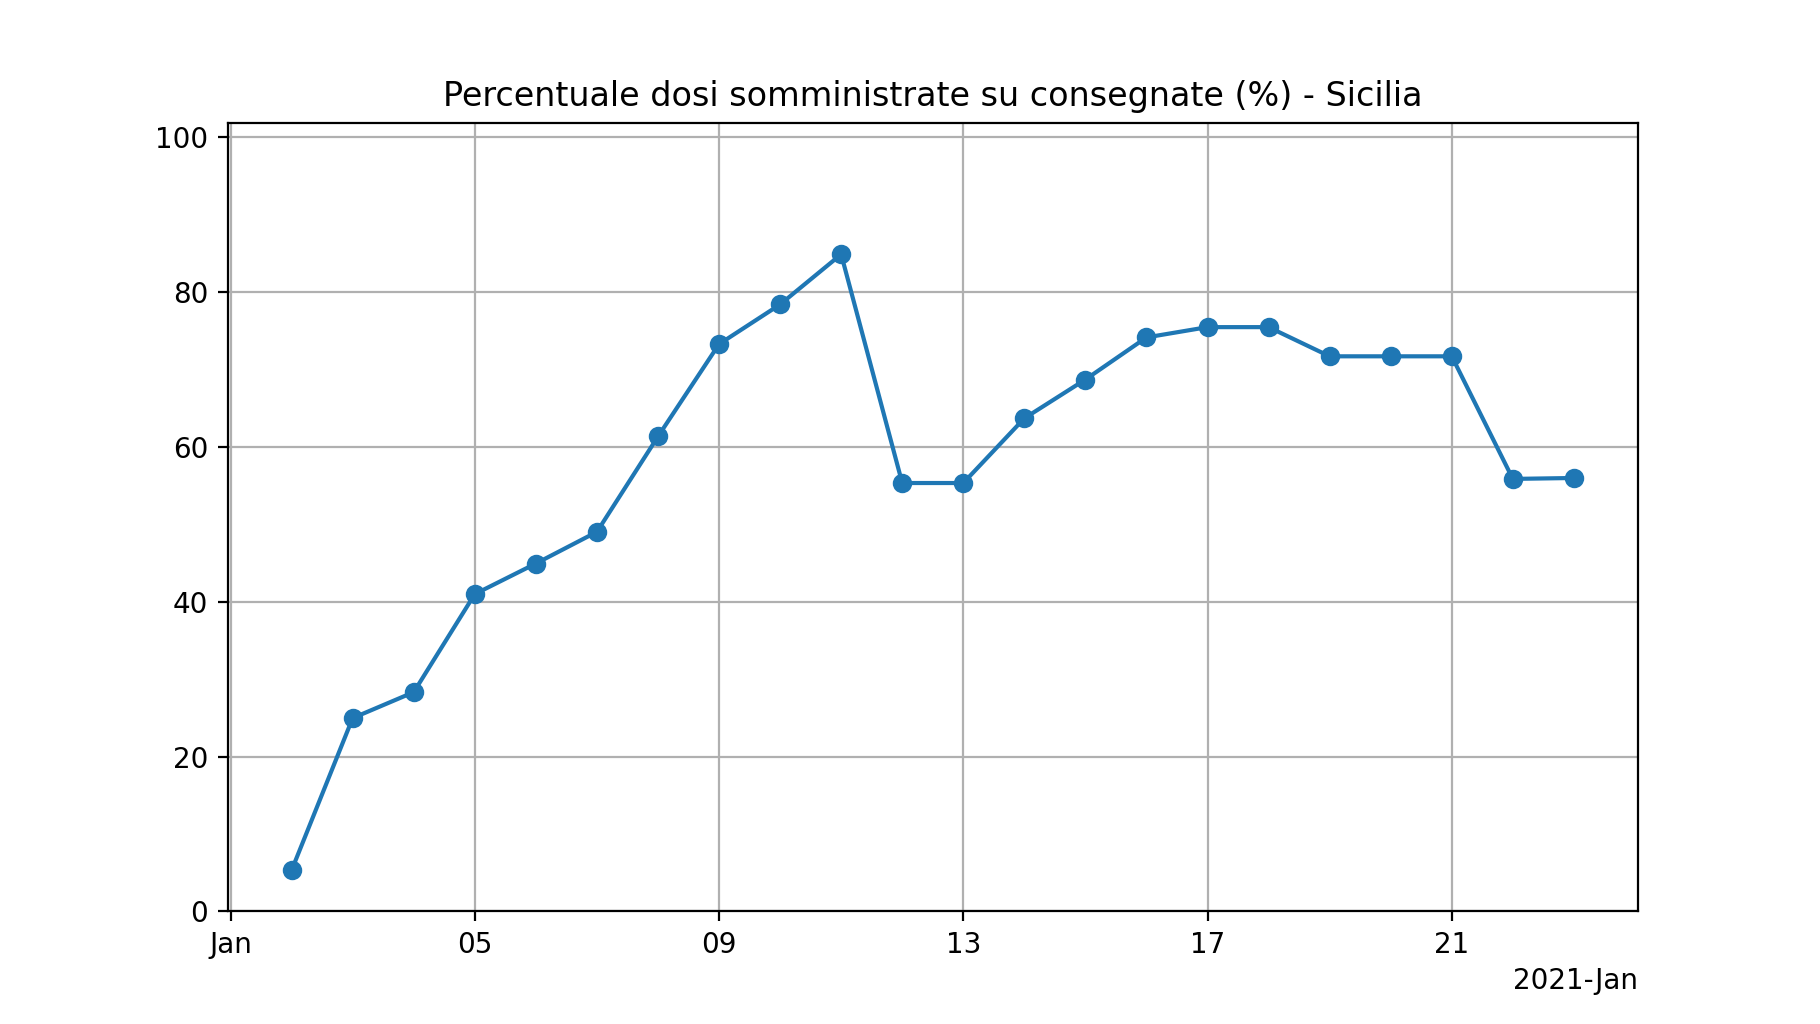 Percentuale dosi somministrate su consegnate (%) - Sicilia
100
80
60
40
20
0
Jan 05 09 13 17 21
2021-Jan